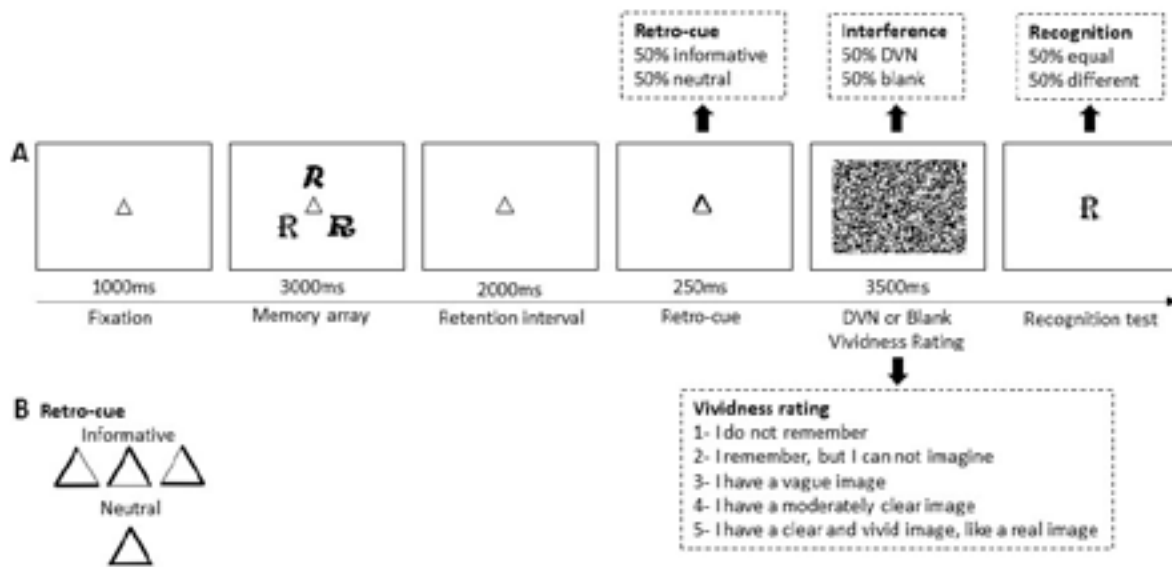 Retro-cue
50% informative
50% neutral
Interference
50% DVN
50% blank
Recognition
50% equal
50% different
A
R
R R
R
1000ms
3000ms
2000ms
250ms
3500ms
Fixation
Memory array
Retention interval
Retro-cue
DVN or Blank
Vividness Rating
Recognition test
B Retro-cue
Informative
Neutral
Vividness rating
1- I do not remember
2- I remember, but I can not imagine
3- I have a vague image
4- I have a moderately clear image
5- I have a clear and vivid image, like a real image